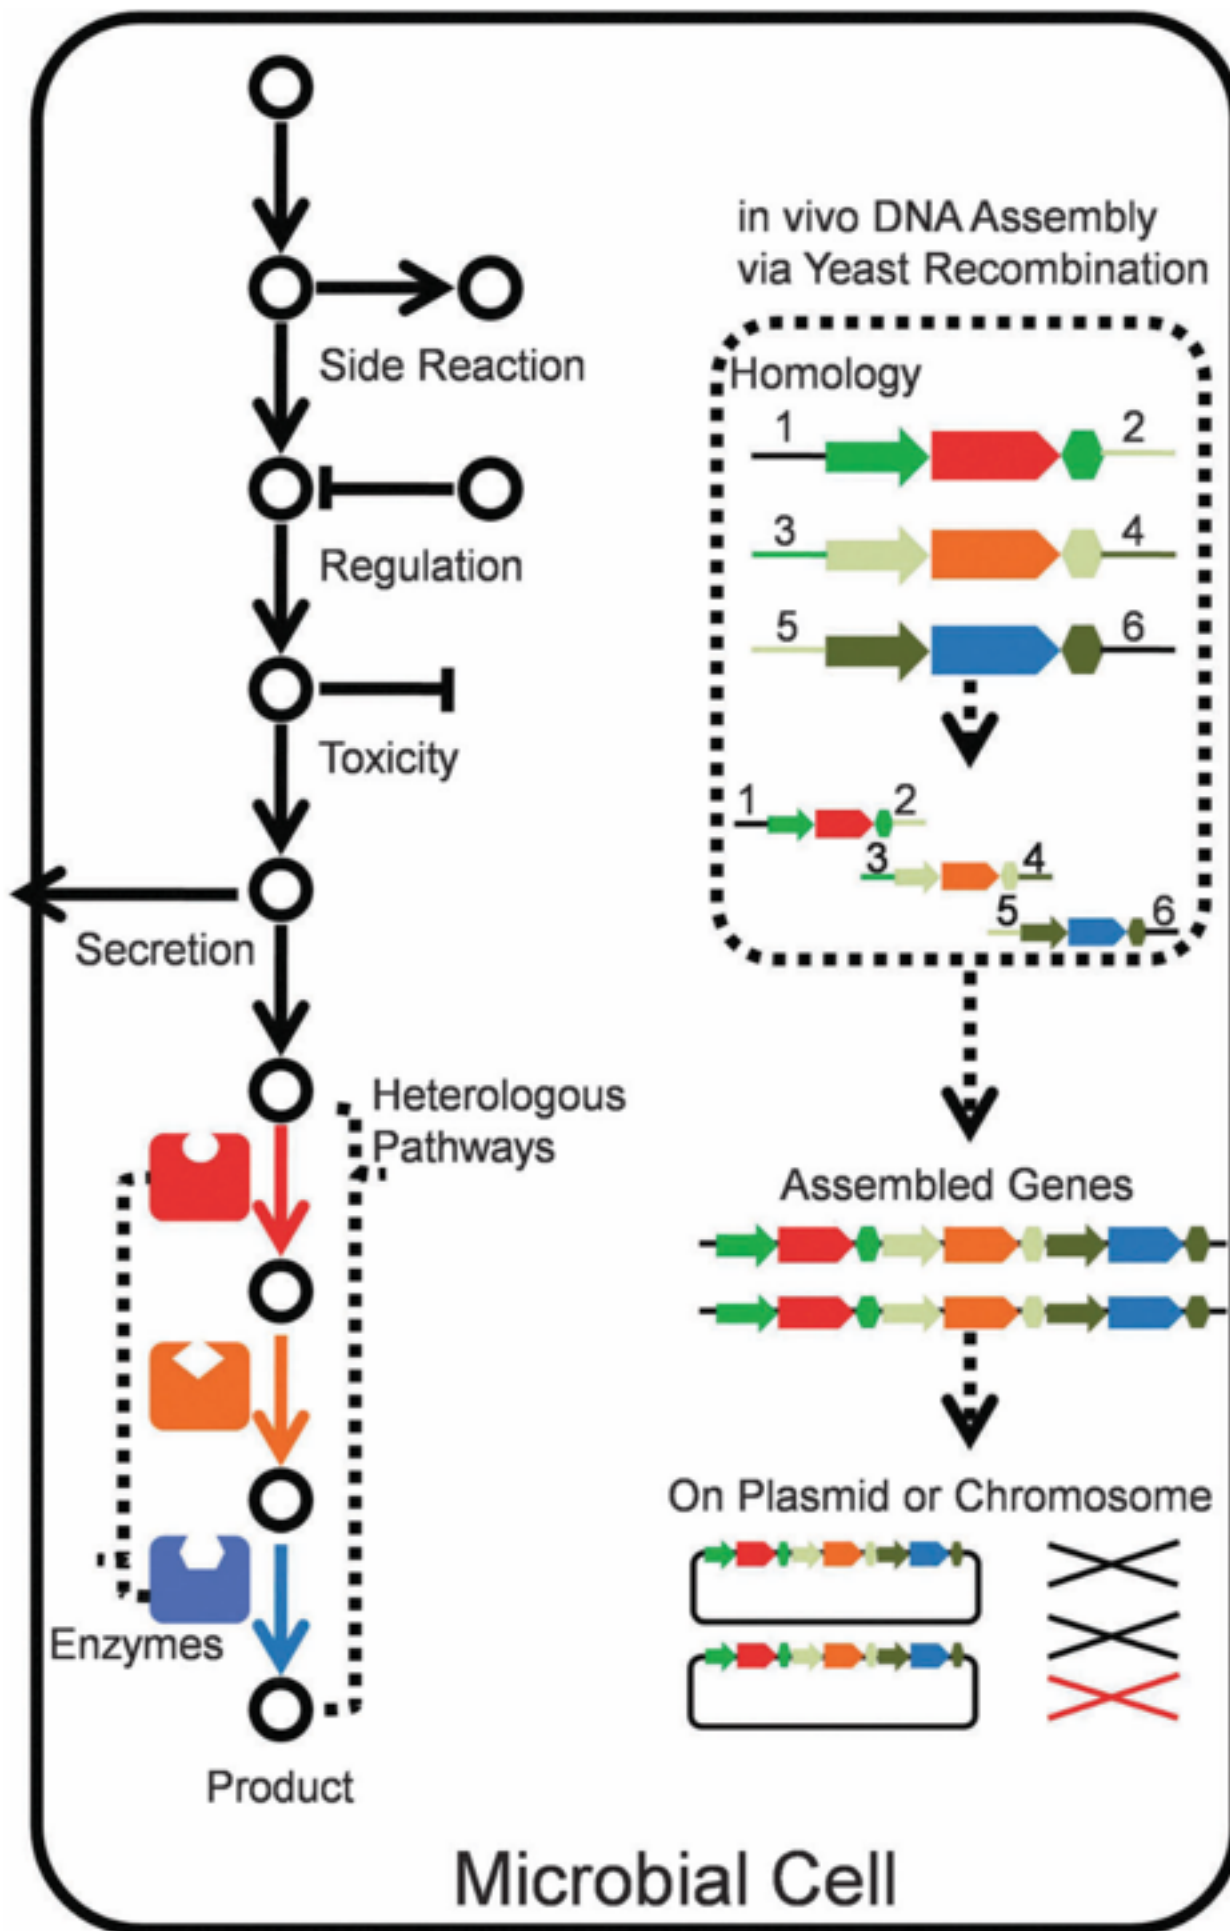 in vivo DNA Assembly
via Yeast Recombination
Side Reaction
Homology
1
2
Regulation
3
4
5
6
Toxicity
1
2
3
4
5
6
Secretion
Heterologous
Pathways
Assembled Genes
On Plasmid or Chromosome
Enzymes
Product
Microbial Cell